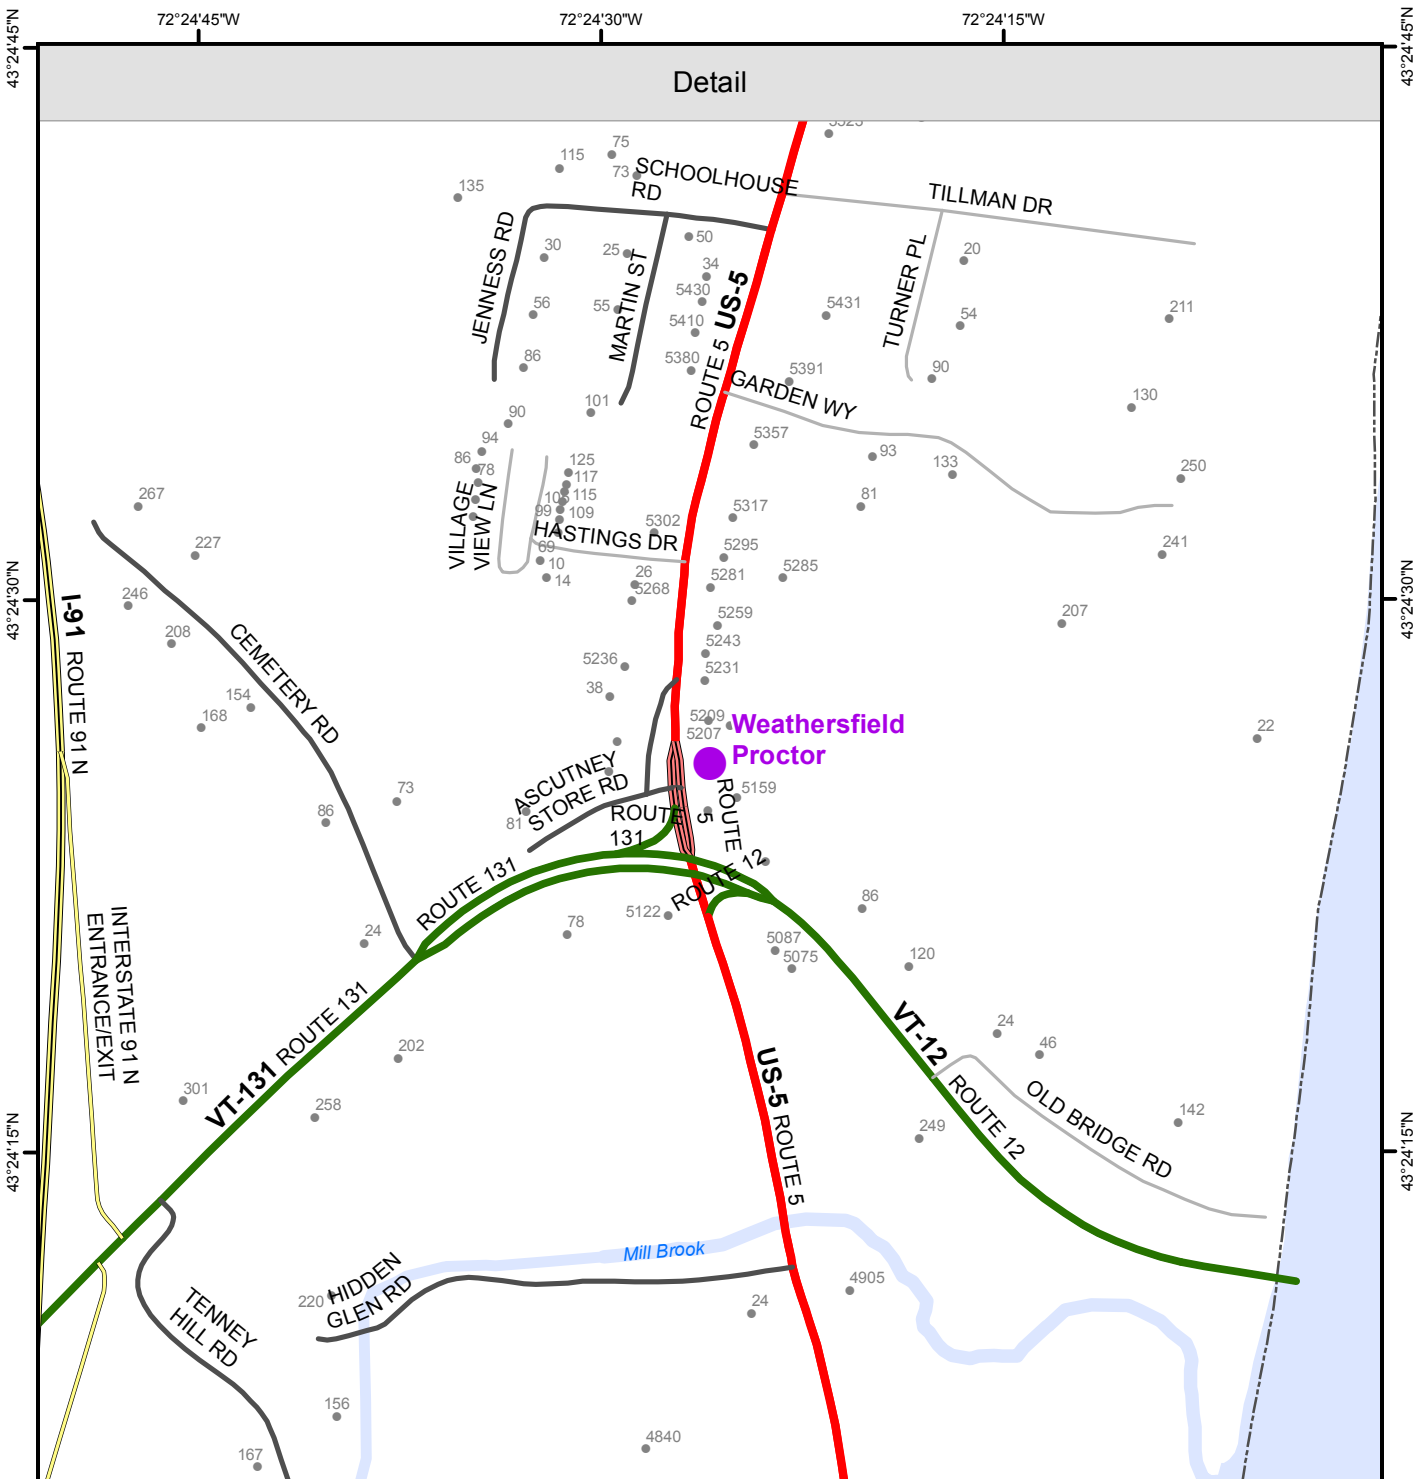 72°24'45"W
72°24'30"W
72°24'15"W
43°24'45"N
43°24'45"N
Detail
5323
75
115
73
SCHOOLHOUSE
RD
135
TILLMAN DR
JENNESS RD
30
25
MARTIN ST
50
34
US-5
TURNER PL
20
5430
56
55
5410
ROUTE 5
5431
54
211
86
5380
5391
90
GARDEN WY
130
101
90
5357
94
93
133
250
86
78
125
117
115
267
VILLAGE
VIEW LN
99
109
5302
5317
81
HASTINGS DR
227
69
10
14
5295
5285
241
26
5268
5281
43°24'30"N
43°24'30"N
246
I-91
ROUTE 91 N
208
CEMETERY RD
5259
207
5243
5236
5231
38
154
168
5209
5207
Weathersfield
Proctor
22
ASCUTNEY
STORE RD
73
86
81
5159
ROUTE
5
ROUTE
131
ROUTE 12
ROUTE 131
86
5122
78
24
5087
5075
120
INTERSTATE 91 N
ENTRANCE/EXIT
VT-131
ROUTE 131
VT-12
24
46
202
US-5
ROUTE 5
ROUTE 12
OLD BRIDGE RD
301
258
249
142
43°24'15"N
43°24'15"N
Mill Brook
HIDDEN
GLEN RD
220
TENNEY
HILL RD
4905
24
156
167
4840